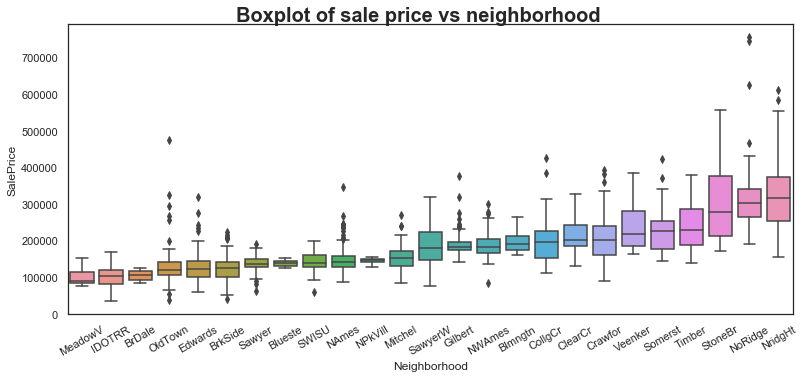 Boxplot of sale price vs neighborhood
SalePrice
700000
600000
500000
400000
300000
200000
100000
0
MeadowV
IDOTRR
BrDale
OldTown
Edwards
BrkSide
Sawyer
Blueste
SWISU
NAmes
NPkVill
Mitchel
SawyerW
Gilbert
NWAmes
Blmngtn
CollgCr
ClearCr
Crawfor
Veenker
Somerst
Timber
StoneBr
NoRidge
NridgHt
Neighborhood